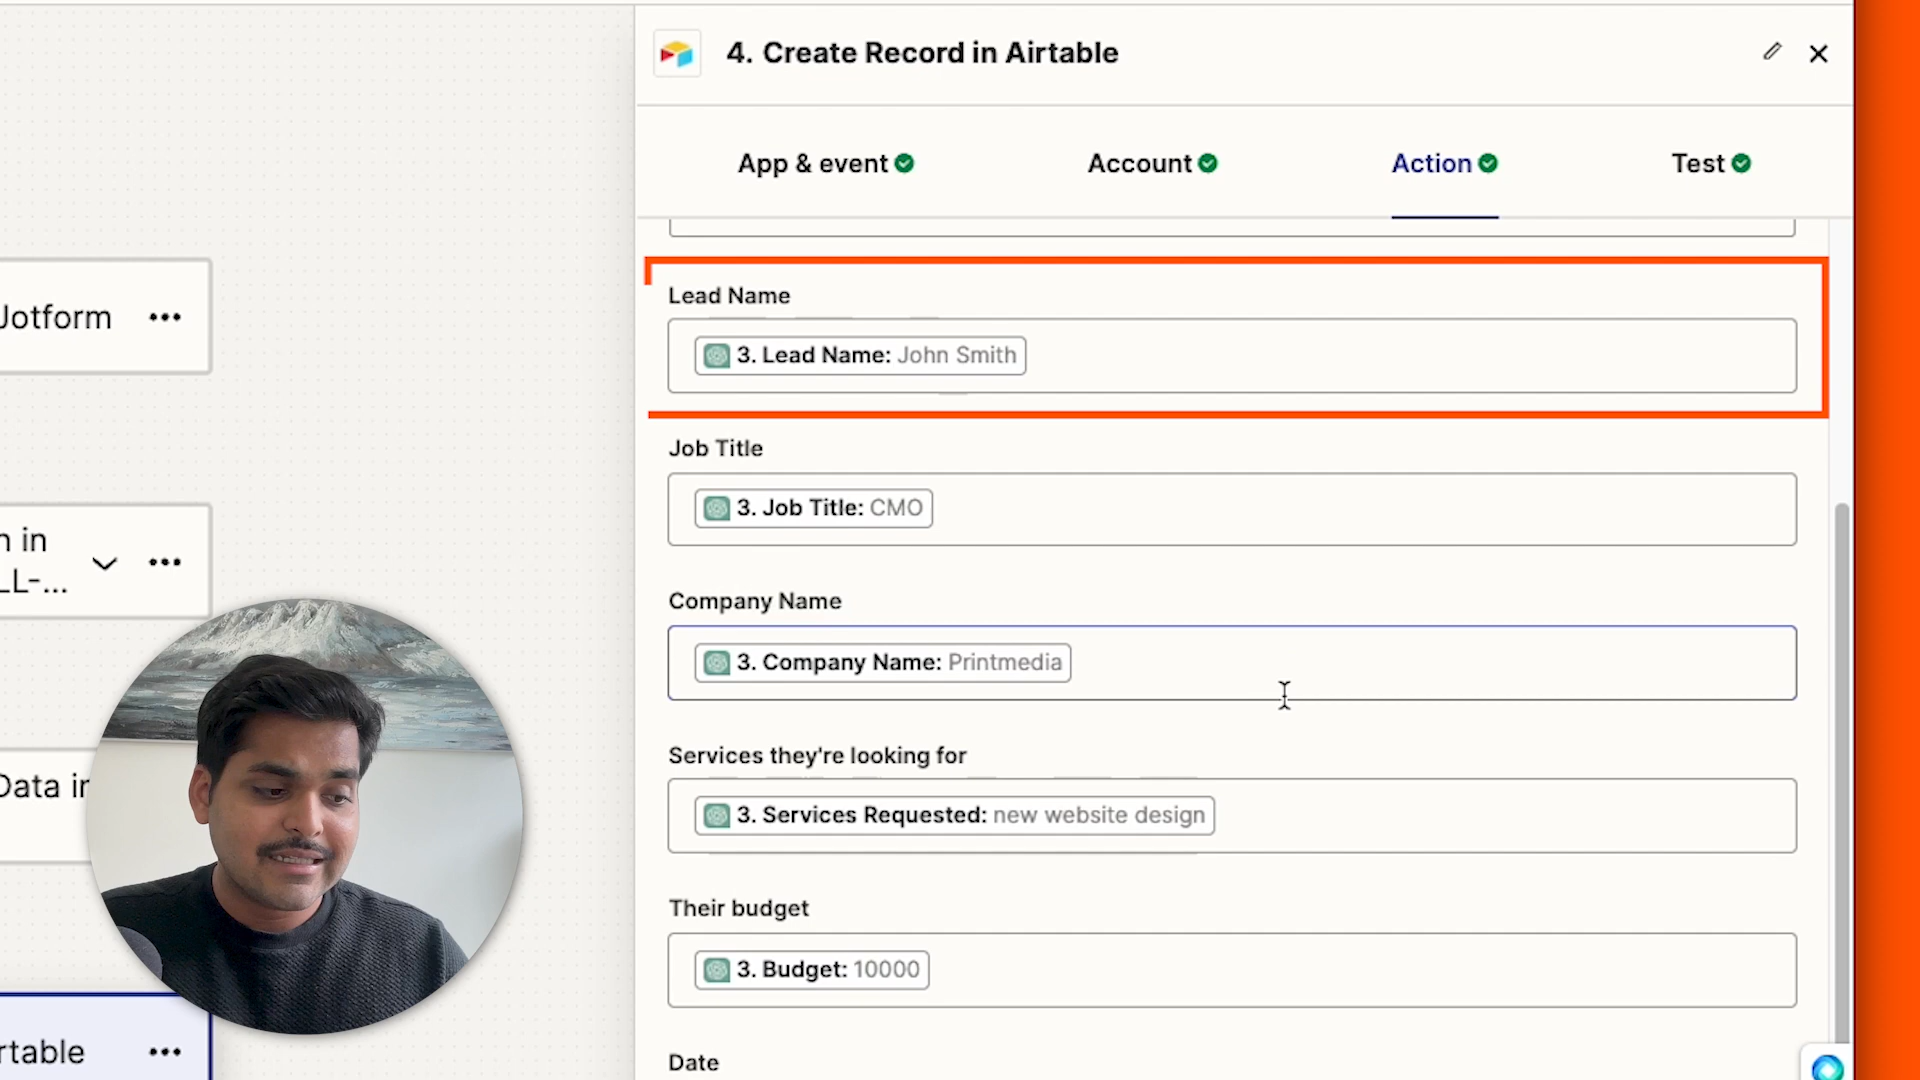 4. Create Record in Airtable
App & event
Account
Action
Test
Jotform
n in
LL-...
Data in
rtable
Lead Name
3. Lead Name: John Smith
Job Title
3. Job Title: CMO
Company Name
3. Company Name: Printmedia
Services they're looking for
3. Services Requested: new website design
Their budget
3. Budget: 10000
Date